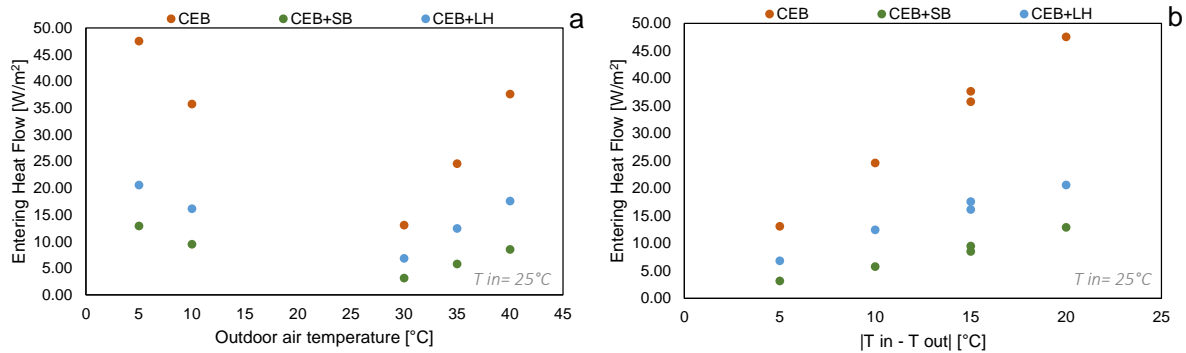 CEB CEB+SB CEB+LH a
50.00
45.00
40.00
35.00
30.00
25.00
20.00
15.00
10.00
5.00
0.00
Entering Heat Flow [W/m²]
T in= 25°C
0 5 10 15 20 25 30 35 40 45
Outdoor air temperature [°C]
CEB CEB+SB CEB+LH b
50.00
45.00
40.00
35.00
30.00
25.00
20.00
15.00
10.00
5.00
0.00
Entering Heat Flow [W/m²]
T in= 25°C
0 5 10 15 20 25
|T in - T out| [°C]